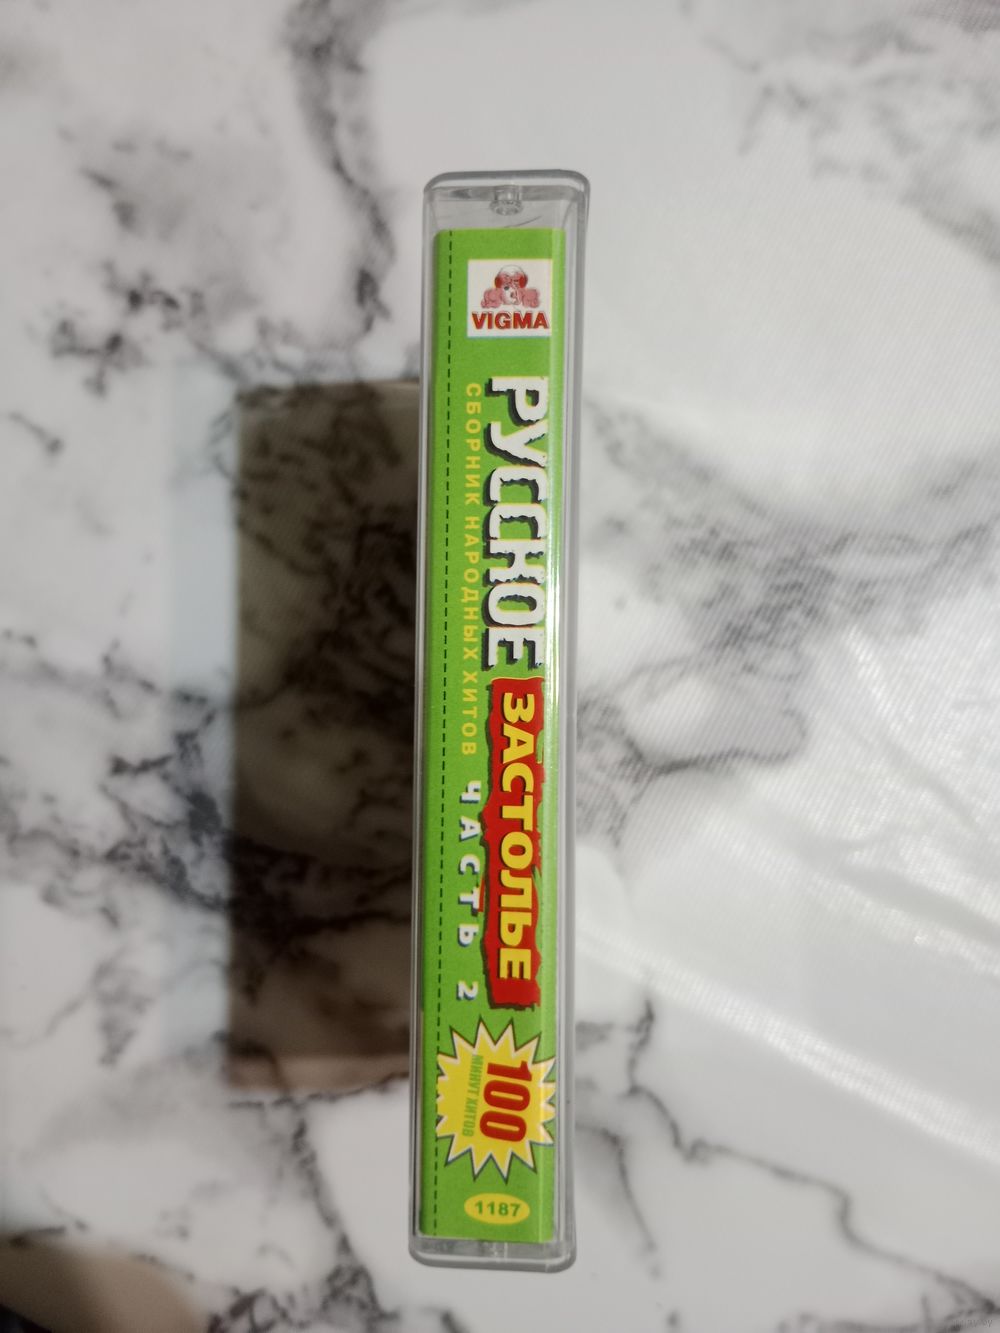 VIGMA
РУССКОЕ ЗАСТОЛЬЕ
СБОРНИК НАРОДНЫХ ХИТОВ ЧАСТЬ 2
100
МИНУТ ХИТОВ
1187